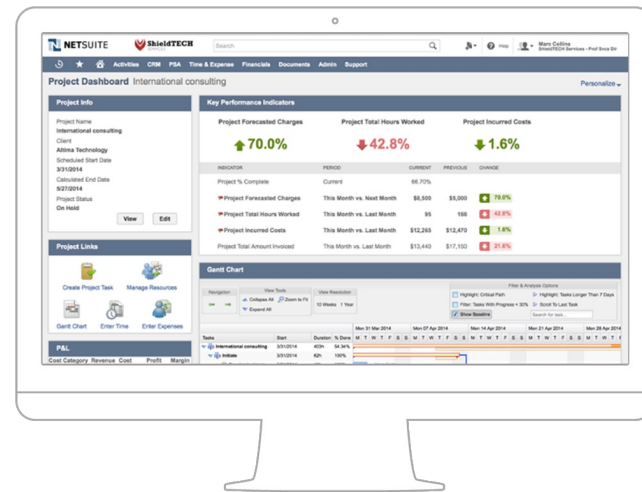 NETSUITE ShieldTECH SERVICES Search Help Marc Collins
ShieldTECH Services - Prof Svcs Dir
Activities CRM PSA Time & Expense Financials Documents Admin Support
Project Dashboard International consulting Personalize
Project Info
Project Name
International consulting
Client
Altima Technology
Scheduled Start Date
3/31/2014
Calculated End Date
5/27/2014
Project Status
On Hold
View Edit
Project Links
Create Project Task Manage Resources
Gantt Chart Enter Time Enter Expenses
P&L
Cost Category Revenue Cost Profit Margin
Key Performance Indicators
Project Forecasted Charges Project Total Hours Worked Project Incurred Costs
70.0% 42.8% 1.6%
INDICATOR PERIOD CURRENT PREVIOUS CHANGE
Project % Complete Current 66.70%
Project Forecasted Charges This Month vs. Next Month $8,500 $5,000 70.0%
Project Total Hours Worked This Month vs. Last Month 95 166 42.8%
Project Incurred Costs This Month vs. Last Month $12,265 $12,470 1.6%
Project Total Amount Invoiced This Month vs. Last Month $13,440 $17,150 21.6%
Gantt Chart
Navigation View Tools View Resolution Filter & Analysis Options
Collapse All Zoom to Fit 10 Weeks 1 Year Highlight: Critical Path Highlight: Tasks Longer Than 7 Days
Expand All Filter: Tasks With Progress < 30% Scroll To Last Task
Show Baseline Search for task...
Mon 31 Mar 2014 Mon 07 Apr 2014 Mon 14 Apr 2014 Mon 21 Apr 2014 Mon 28 Apr 2014
Tasks Start Duration % Done M T W T F S S M T W T F S S M T W T F S S M T W T F S S M T W T F
International consulting 3/31/2014 403h 54.34%
Initiate 3/31/2014 62h 100%